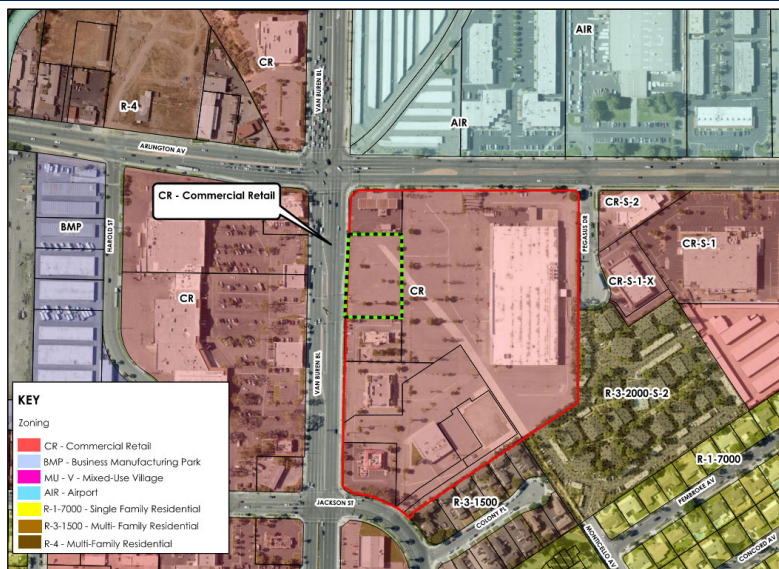 AIR
CR
VAN BUREN BL
R-4
AIR
ARLINGTON AV
CR - Commercial Retail
CR-S-2
PEGASUS DR
HAROLD ST
BMP
CR-S-1
CR-S-1-X
CR
CR
VAN BUREN BL
KEY
Zoning
CR - Commercial Retail
BMP - Business Manufacturing Park
MU - V - Mixed-Use Village
AIR - Airport
R-1-7000 - Single Family Residential
R-3-1500 - Multi- Family Residential
R-4 - Multi-Family Residential
R-3-2000-S-2
R-1-7000
PEMBROKE AV
R-3-1500
JACKSON ST
COLONY PL
MONTICELLO AV
CONCORD AV